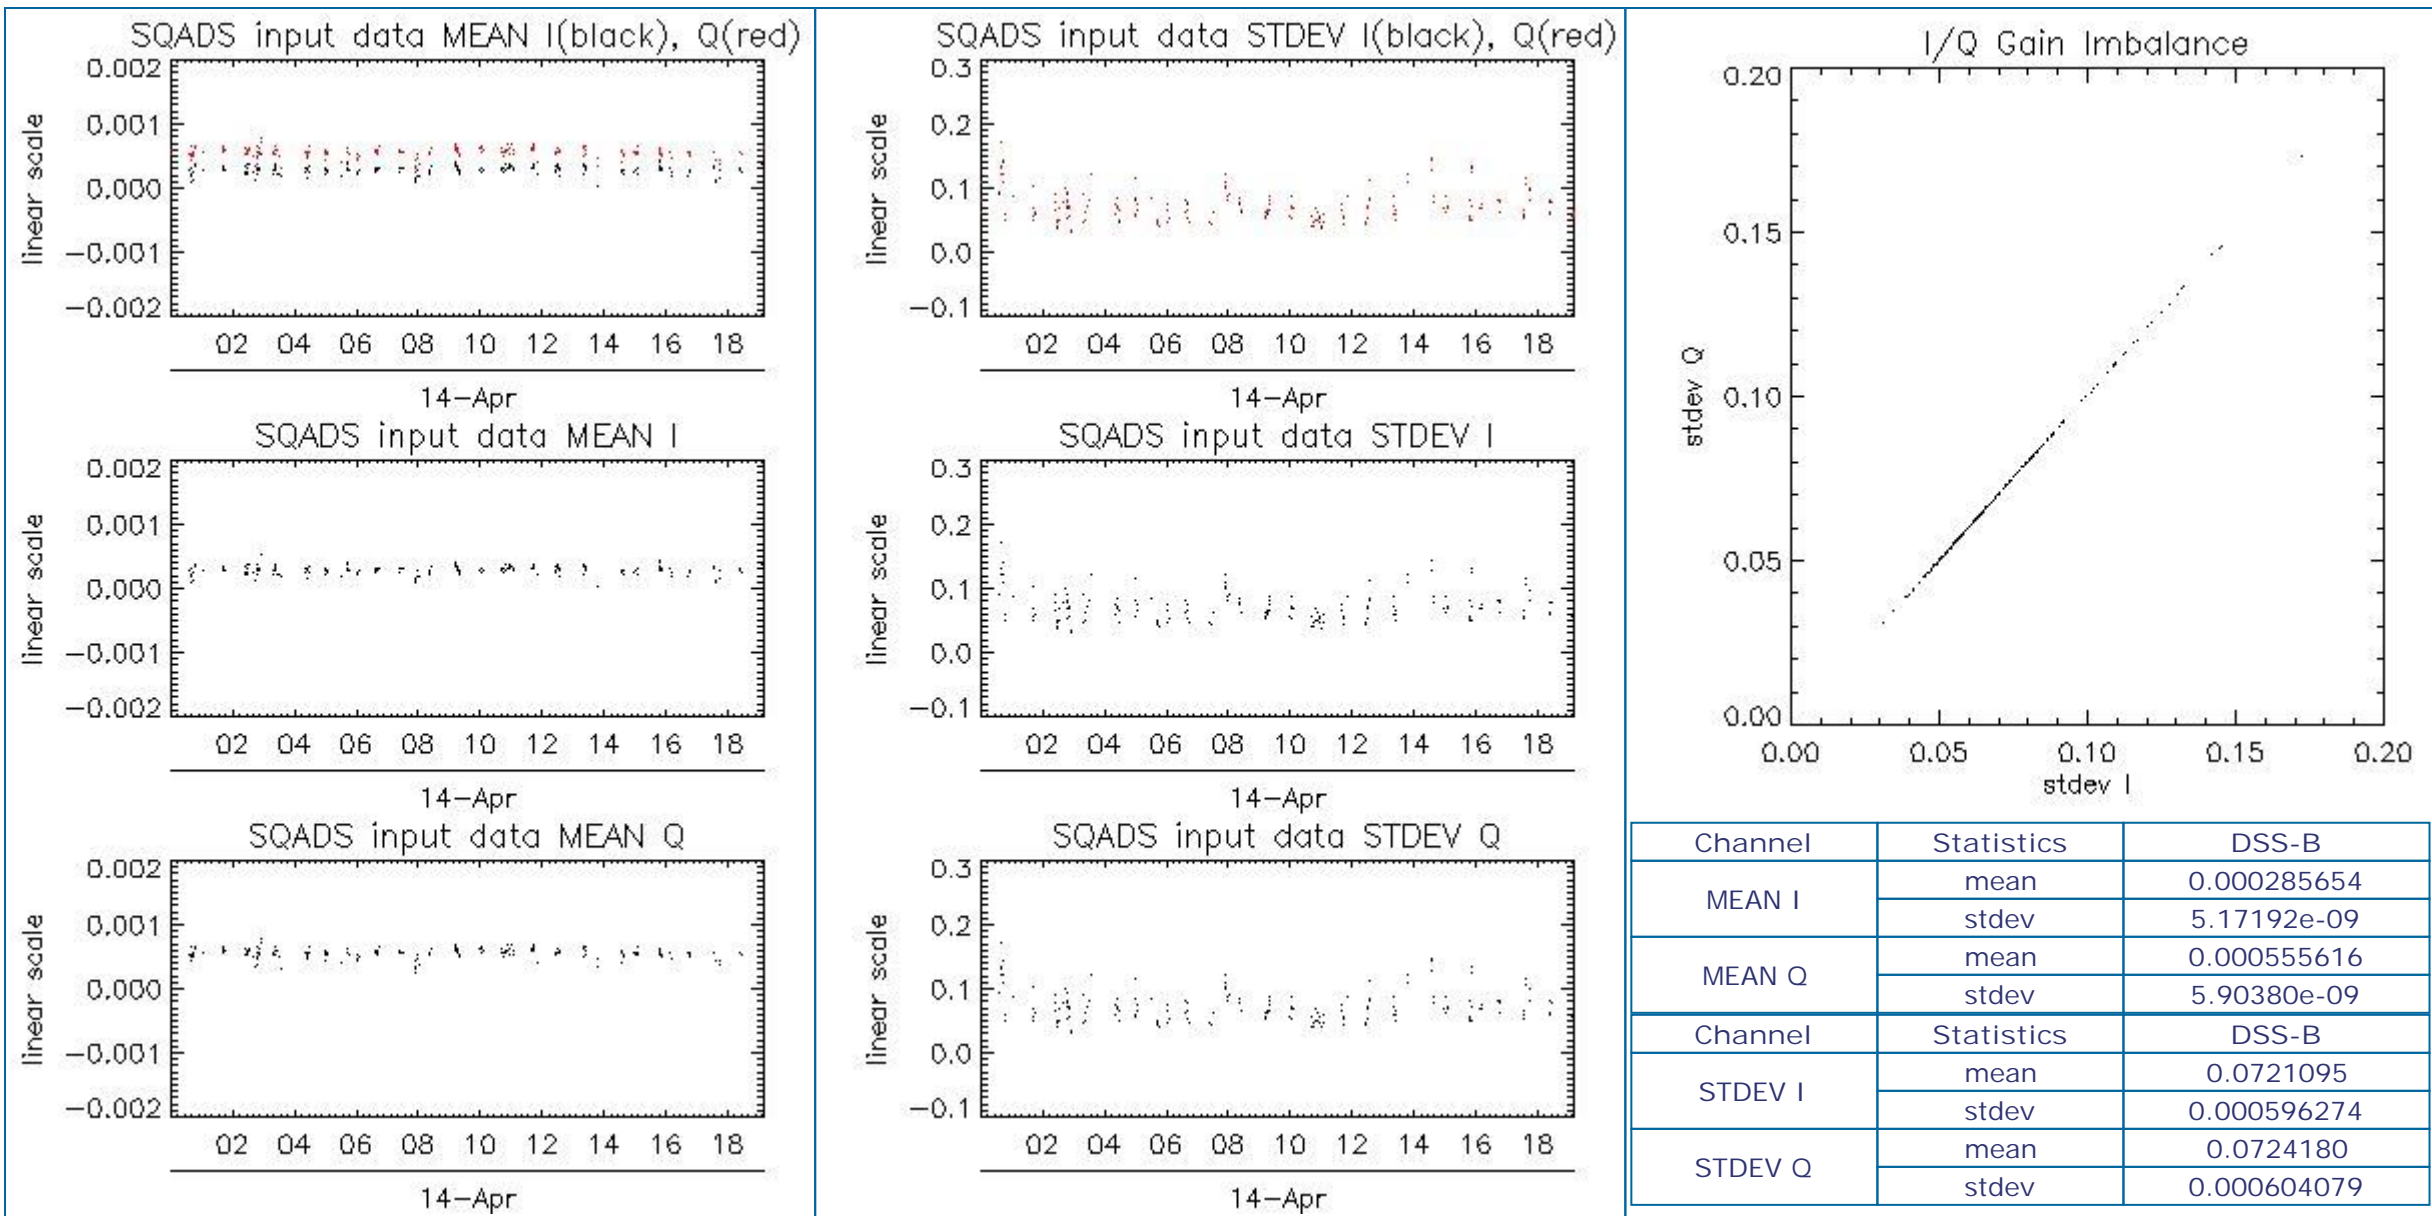 SQADS input data MEAN I(black), Q(red)
0.002
0.001
0.000
-0.001
-0.002
linear scale
02 04 06 08 10 12 14 16 18
14-Apr
SQADS input data MEAN I
0.002
0.001
0.000
-0.001
-0.002
linear scale
02 04 06 08 10 12 14 16 18
14-Apr
SQADS input data MEAN Q
0.002
0.001
0.000
-0.001
-0.002
linear scale
02 04 06 08 10 12 14 16 18
14-Apr
SQADS input data STDEV I(black), Q(red)
0.3
0.2
0.1
0.0
-0.1
linear scale
02 04 06 08 10 12 14 16 18
14-Apr
SQADS input data STDEV I
0.3
0.2
0.1
0.0
-0.1
linear scale
02 04 06 08 10 12 14 16 18
14-Apr
SQADS input data STDEV Q
0.3
0.2
0.1
0.0
-0.1
linear scale
02 04 06 08 10 12 14 16 18
14-Apr
I/Q Gain Imbalance
0.20
0.15
0.10
0.05
0.00
stdev Q
0.00 0.05 0.10 0.15 0.20
stdev I
Channel Statistics DSS-B
MEAN I mean 0.000285654
stdev 5.17192e-09
MEAN Q mean 0.000555616
stdev 5.90380e-09
Channel Statistics DSS-B
STDEV I mean 0.0721095
stdev 0.000596274
STDEV Q mean 0.0724180
stdev 0.000604079